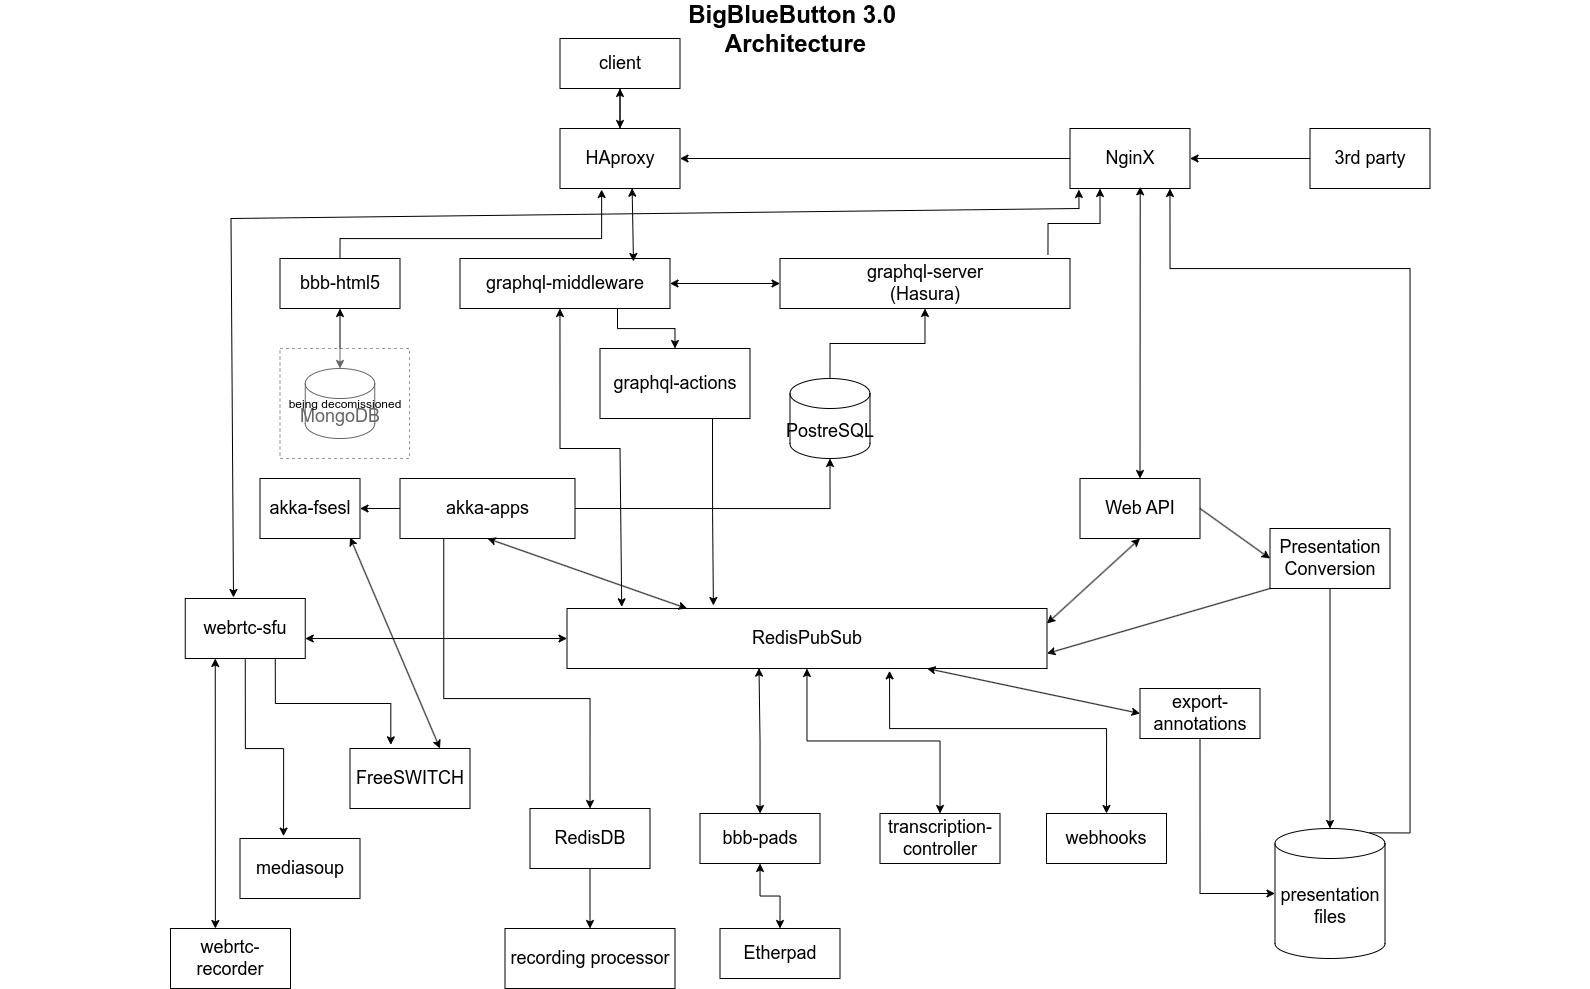 BigBlueButton 3.0
Architecture
client
HAproxy
NginX
3rd party
bbb-html5
graphql-middleware
graphql-server
(Hasura)
graphql-actions
being decomissioned
MongoDB
PostreSQL
akka-fsesl
akka-apps
Web API
Presentation
Conversion
webrtc-sfu
RedisPubSub
export-
annotations
FreeSWITCH
RedisDB
bbb-pads
transcription-
controller
webhooks
mediasoup
presentation
files
webrtc-
recorder
recording processor
Etherpad